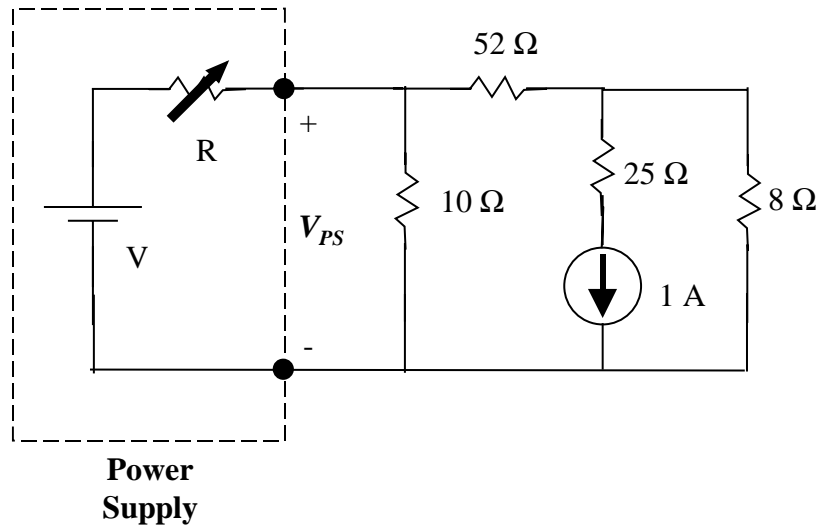 52 Ω
+
R
25 Ω
10 Ω
8 Ω
V_PS
V
1 A
-
Power
Supply